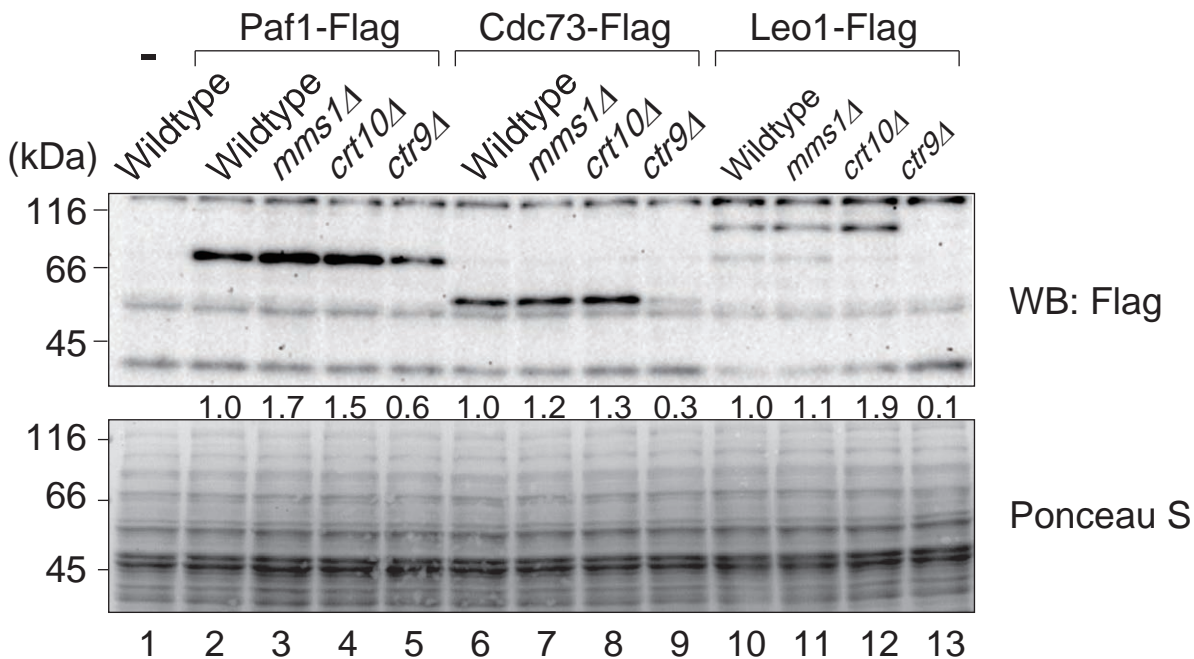 Paf1-Flag Cdc73-Flag Leo1-Flag
-
Wildtype Wildtype mms1Δ crt10Δ ctr9Δ Wildtype mms1Δ crt10Δ ctr9Δ Wildtype mms1Δ crt10Δ ctr9Δ
(kDa)
116
66
WB: Flag
45
1.0 1.7 1.5 0.6 1.0 1.2 1.3 0.3 1.0 1.1 1.9 0.1
116
66
Ponceau S
45
1 2 3 4 5 6 7 8 9 10 11 12 13